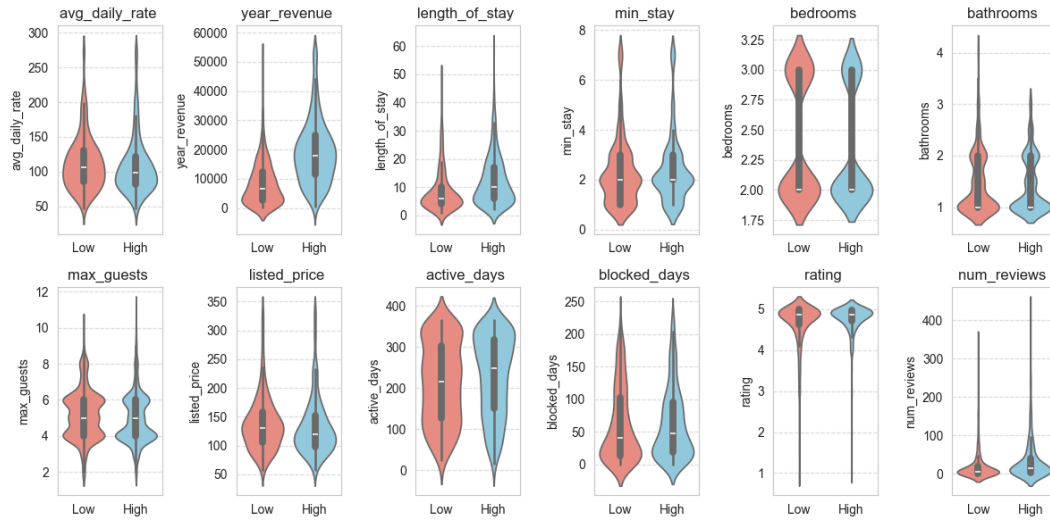 avg_daily_rate
year_revenue
length_of_stay
min_stay
bedrooms
bathrooms
avg_daily_rate
300
250
200
150
100
50
Low High
year_revenue
60000
50000
40000
30000
20000
10000
0
Low High
length_of_stay
60
50
40
30
20
10
0
Low High
min_stay
8
6
4
2
0
Low High
bedrooms
3.25
3.00
2.75
2.50
2.25
2.00
1.75
Low High
bathrooms
4
3
2
1
Low High
max_guests
listed_price
active_days
blocked_days
rating
num_reviews
max_guests
12
10
8
6
4
2
Low High
listed_price
350
300
250
200
150
100
50
Low High
active_days
400
300
200
100
0
Low High
blocked_days
250
200
150
100
50
0
Low High
rating
5
4
3
2
1
Low High
num_reviews
400
300
200
100
0
Low High